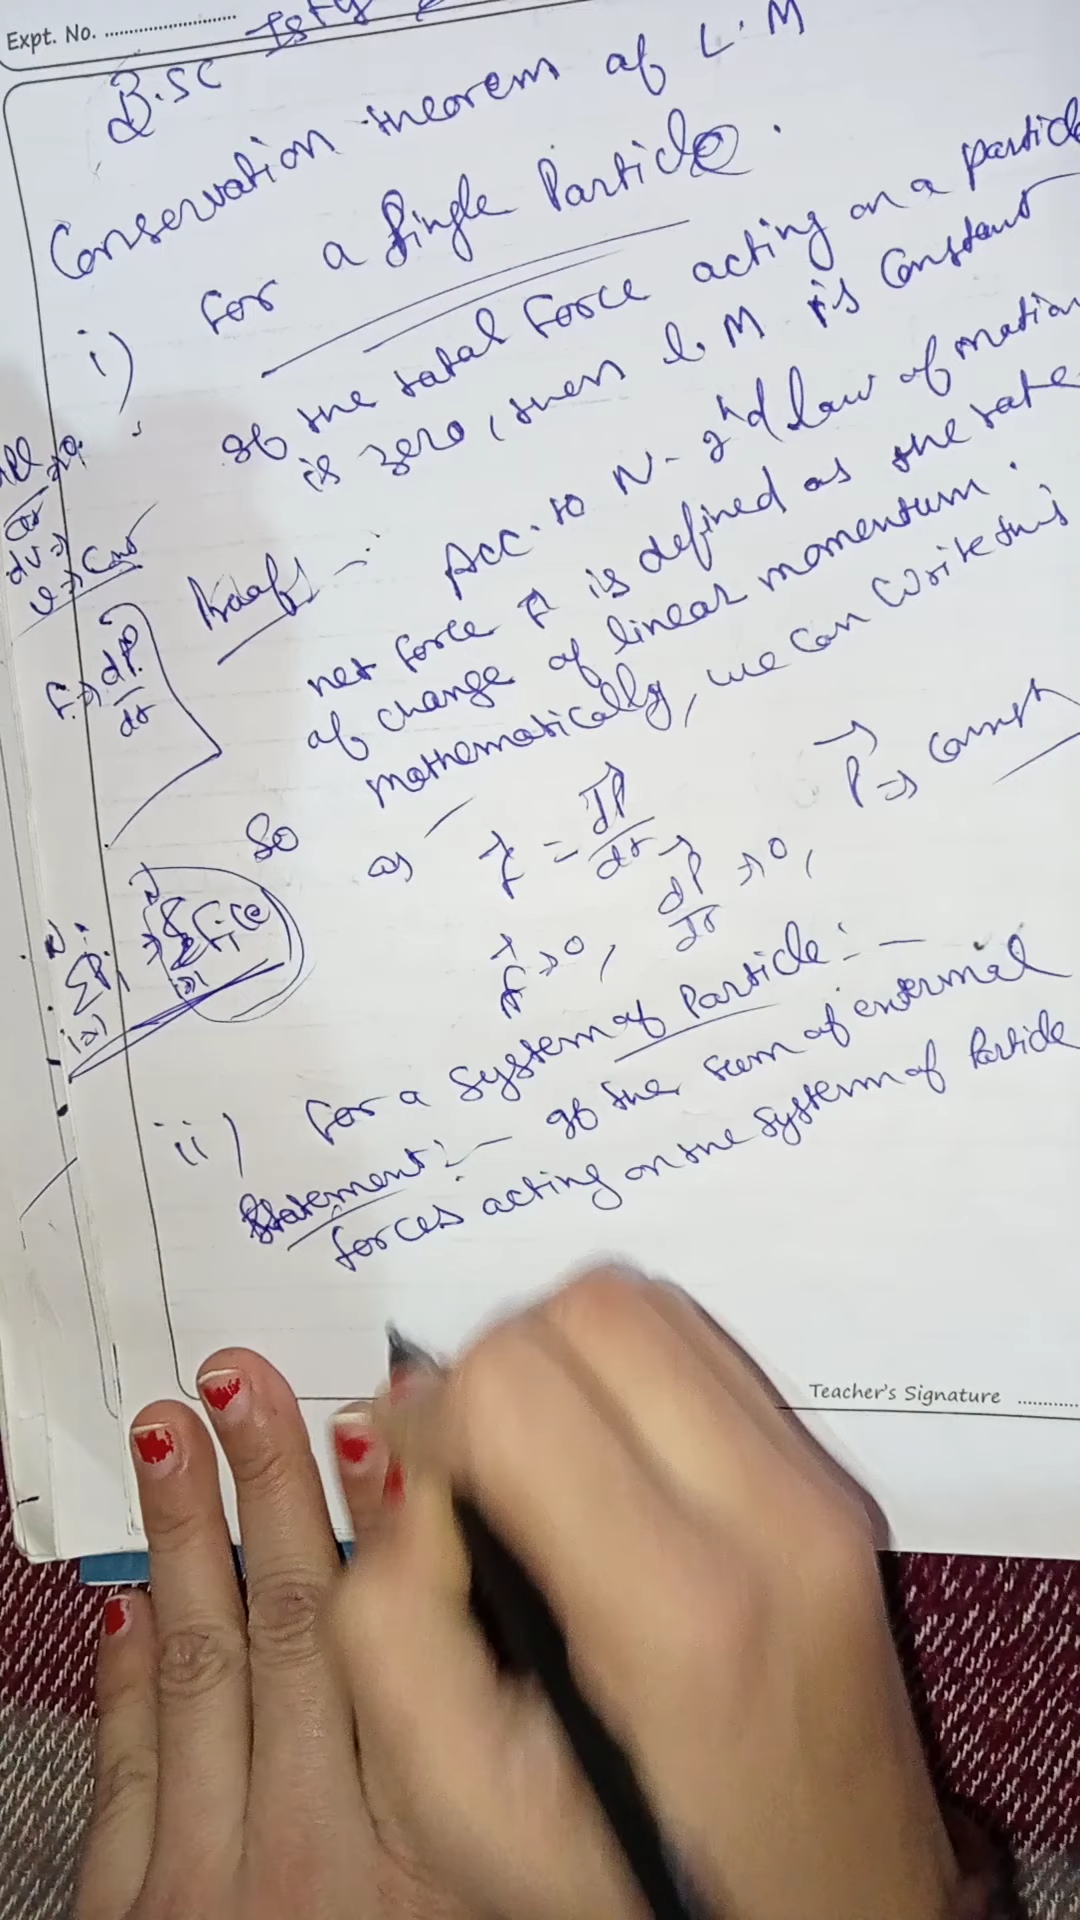 Expt. No.
B.SC Ist
Conservation theorem of L.M
i) For a Single Particle.
If the total Force acting on a particle
is zero, then L.M is constant
Proof :- Acc. to N- 2nd law of motion
net force F is defined as the rate
of change of linear momentum.
So mathematically, we can write this
as F = dP/dt
F => 0, dP/dt => 0, P => const
F => dP/dt
ii) For a System of Particle :-
Statement :- If the sum of external
forces acting on the system of Particle
Teacher's Signature